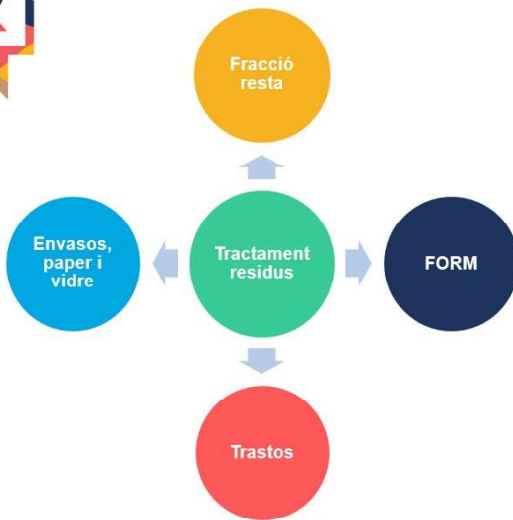 Fracció
resta
Envasos,
paper i
vidre
Tractament
residus
FORM
Trastos